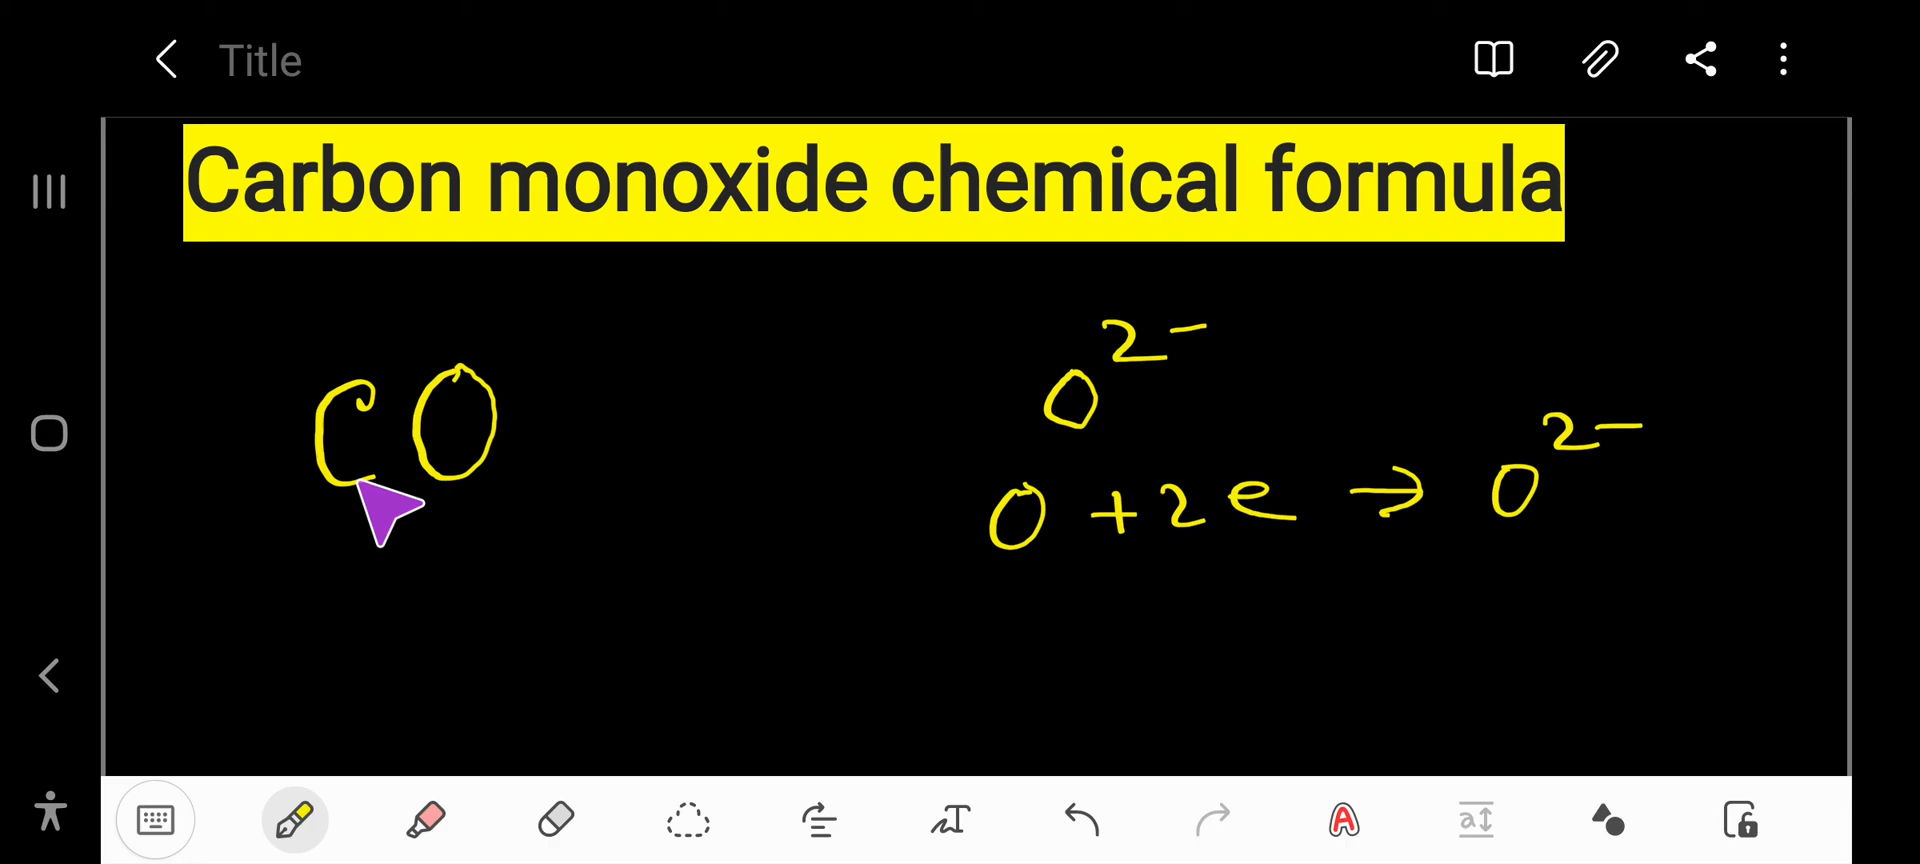 Title
Carbon monoxide chemical formula
CO
O²⁻
O + 2e → O²⁻